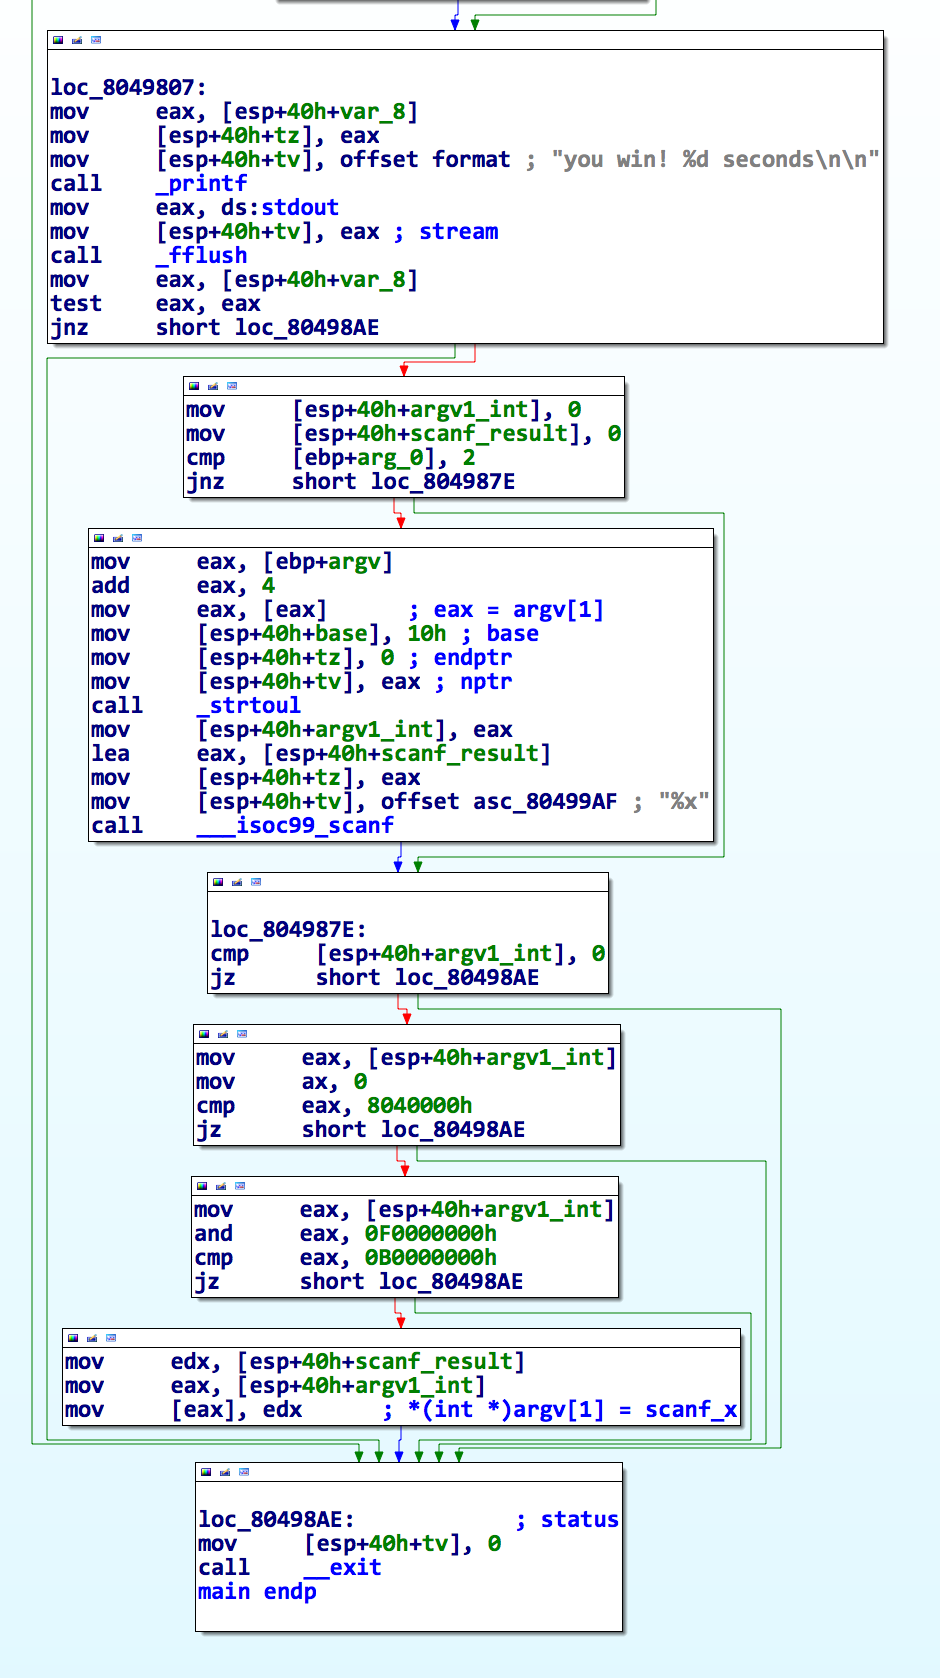 loc_8049807:
mov eax, [esp+40h+var_8]
mov [esp+40h+tz], eax
mov [esp+40h+tv], offset format ; "you win! %d seconds\n\n"
call _printf
mov eax, ds:stdout
mov [esp+40h+tv], eax ; stream
call _fflush
mov eax, [esp+40h+var_8]
test eax, eax
jnz short loc_80498AE
mov [esp+40h+argv1_int], 0
mov [esp+40h+scanf_result], 0
cmp [ebp+arg_0], 2
jnz short loc_804987E
mov eax, [ebp+argv]
add eax, 4
mov eax, [eax] ; eax = argv[1]
mov [esp+40h+base], 10h ; base
mov [esp+40h+tz], 0 ; endptr
mov [esp+40h+tv], eax ; nptr
call _strtoul
mov [esp+40h+argv1_int], eax
lea eax, [esp+40h+scanf_result]
mov [esp+40h+tz], eax
mov [esp+40h+tv], offset asc_80499AF ; "%x"
call ___isoc99_scanf
loc_804987E:
cmp [esp+40h+argv1_int], 0
jz short loc_80498AE
mov eax, [esp+40h+argv1_int]
mov ax, 0
cmp eax, 8040000h
jz short loc_80498AE
mov eax, [esp+40h+argv1_int]
and eax, 0F0000000h
cmp eax, 0B0000000h
jz short loc_80498AE
mov edx, [esp+40h+scanf_result]
mov eax, [esp+40h+argv1_int]
mov [eax], edx ; *(int *)argv[1] = scanf_x
loc_80498AE: ; status
mov [esp+40h+tv], 0
call __exit
main endp